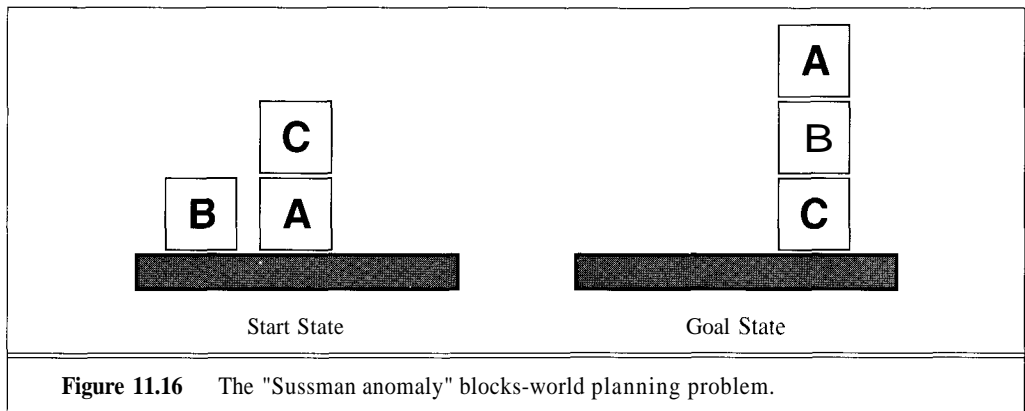 A
C
B
B
A
C
Start State
Goal State
Figure 11.16 The "Sussman anomaly" blocks-world planning problem.